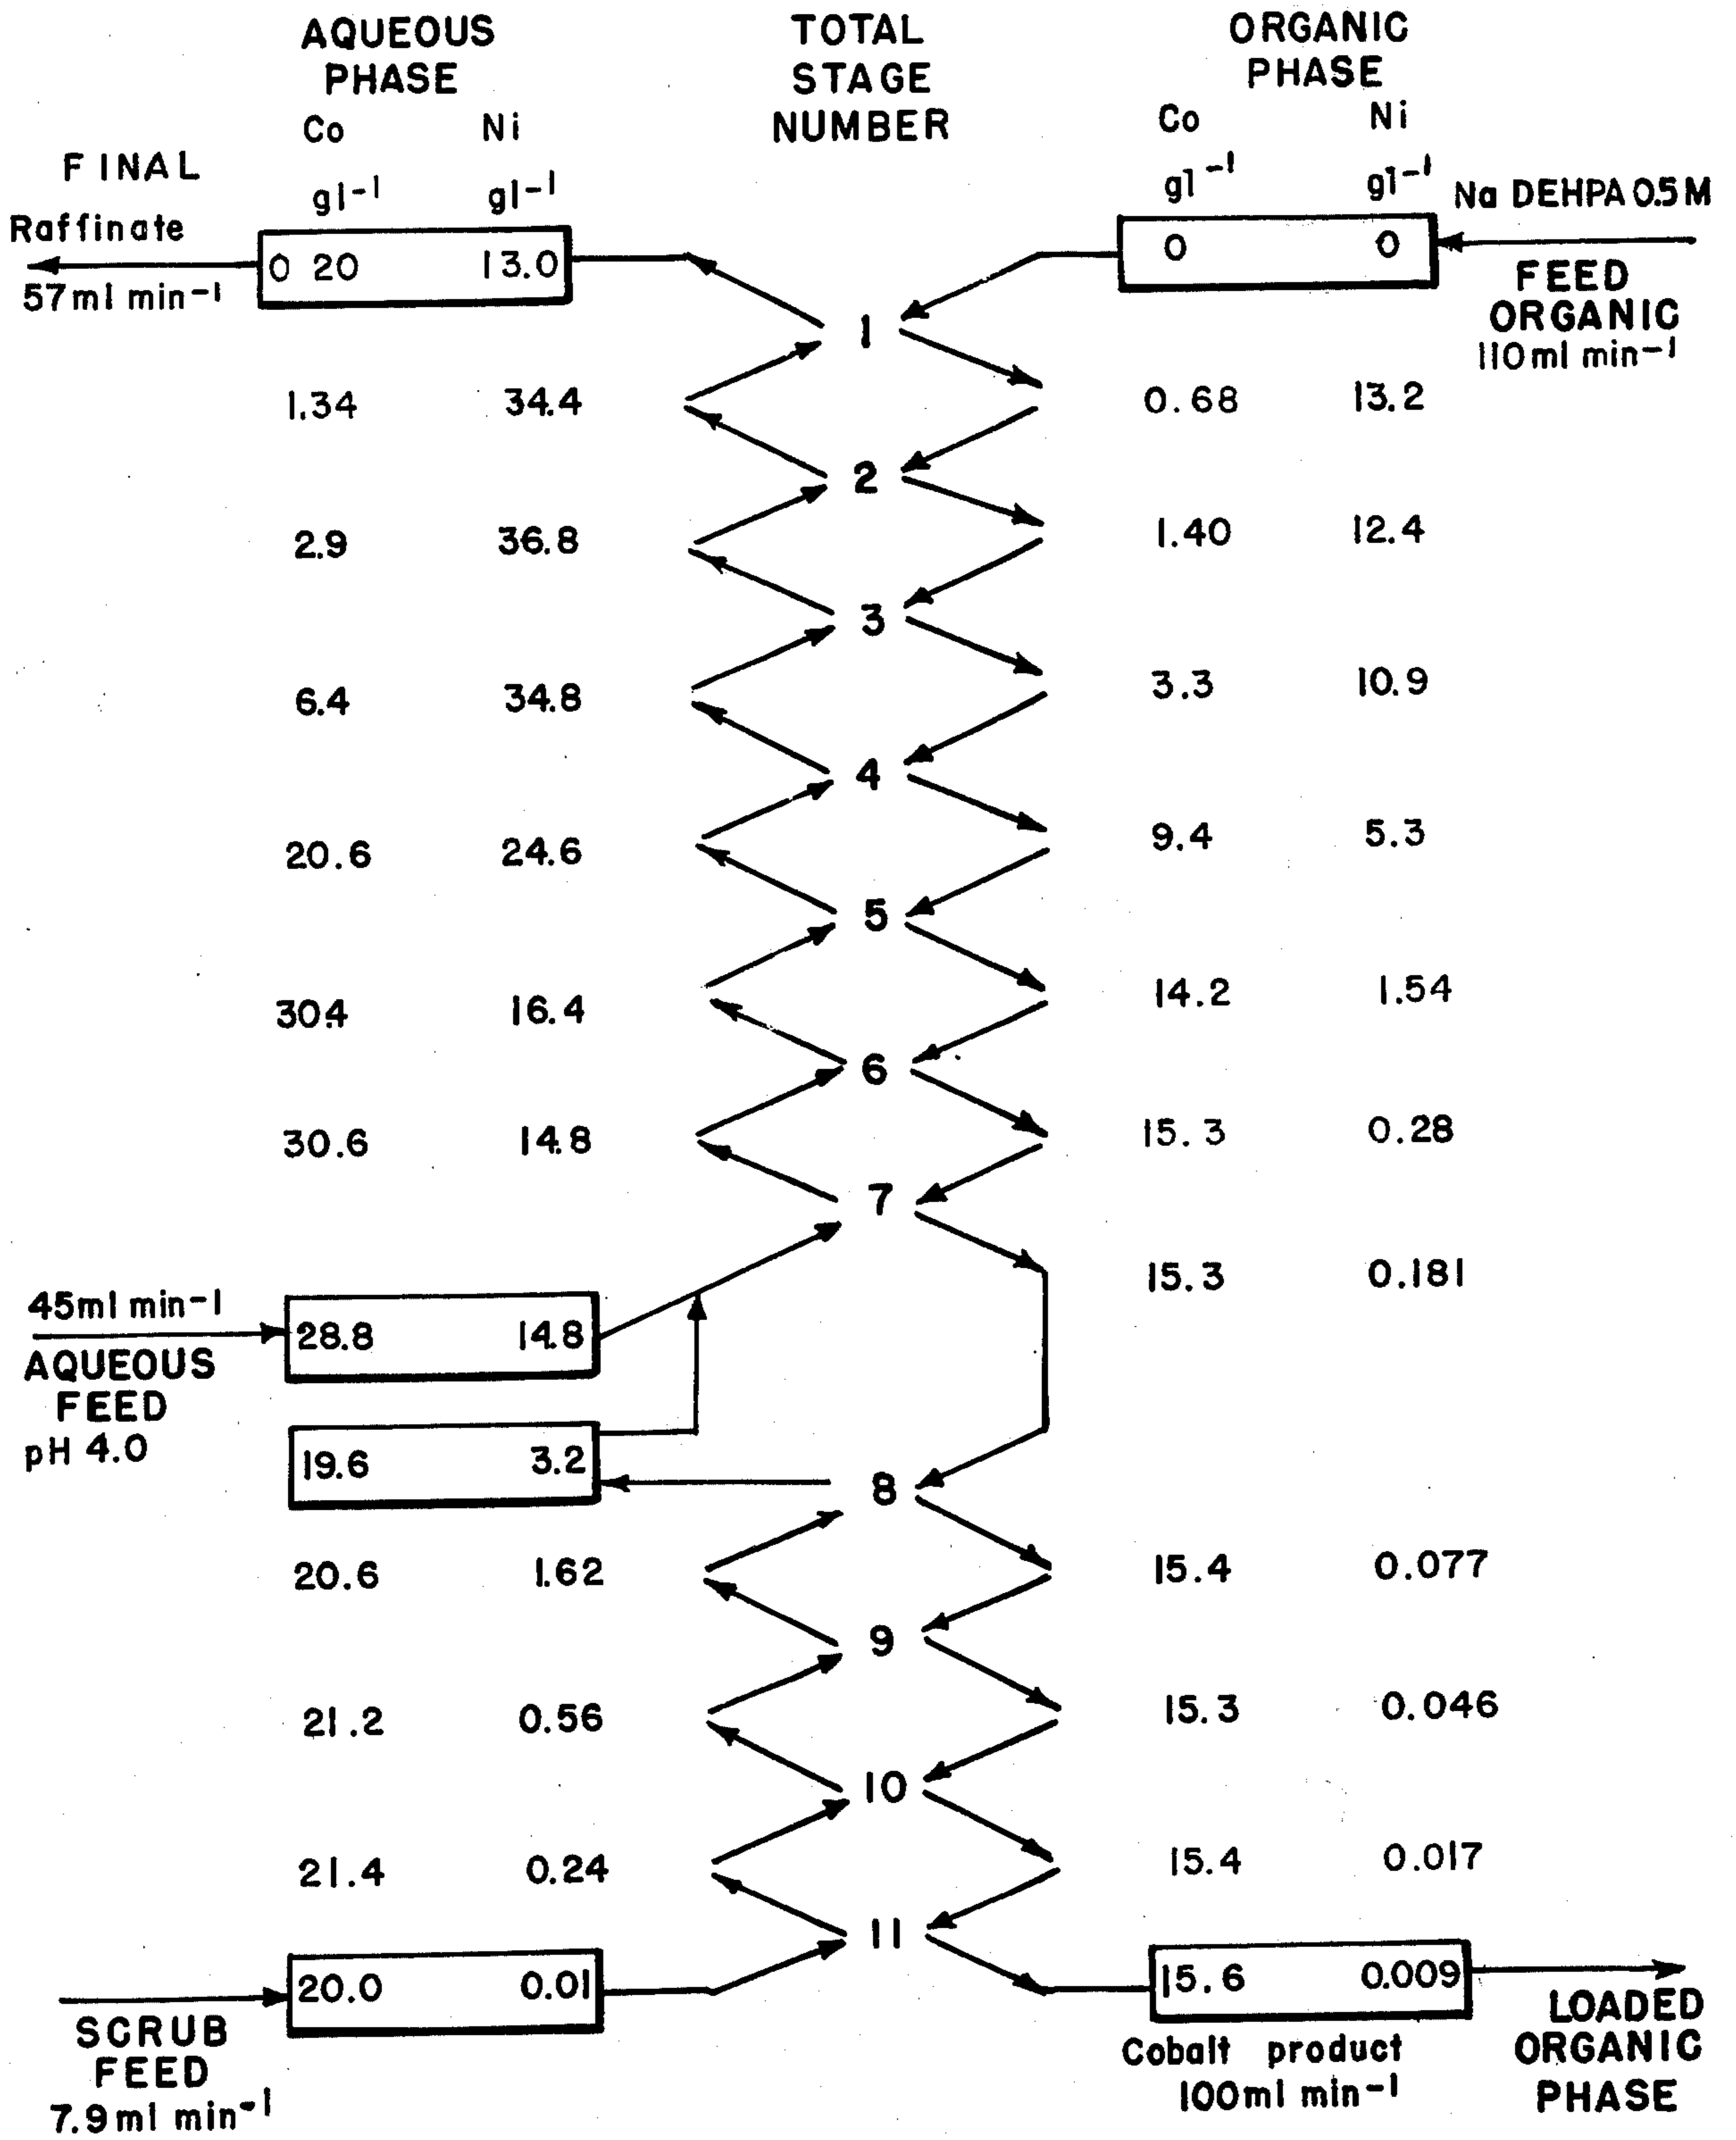 AQUEOUS PHASE
TOTAL STAGE NUMBER
ORGANIC PHASE
Co Ni
Co Ni
gl⁻¹ gl⁻¹
gl⁻¹ gl⁻¹
FINAL
Raffinate
57ml min⁻¹
0 20 13.0
0 0
Na DEHPA 0.5M
FEED
ORGANIC
110ml min⁻¹
1
1.34 34.4
0.68 13.2
2
2.9 36.8
1.40 12.4
3
6.4 34.8
3.3 10.9
4
20.6 24.6
9.4 5.3
5
30.4 16.4
14.2 1.54
6
30.6 14.8
15.3 0.28
7
15.3 0.181
45ml min⁻¹
AQUEOUS
FEED
pH 4.0
28.8 14.8
19.6 3.2
8
20.6 1.62
15.4 0.077
9
21.2 0.56
15.3 0.046
10
21.4 0.24
15.4 0.017
11
20.0 0.01
SCRUB
FEED
7.9ml min⁻¹
15.6 0.009
Cobalt product
100ml min⁻¹
LOADED
ORGANIC
PHASE